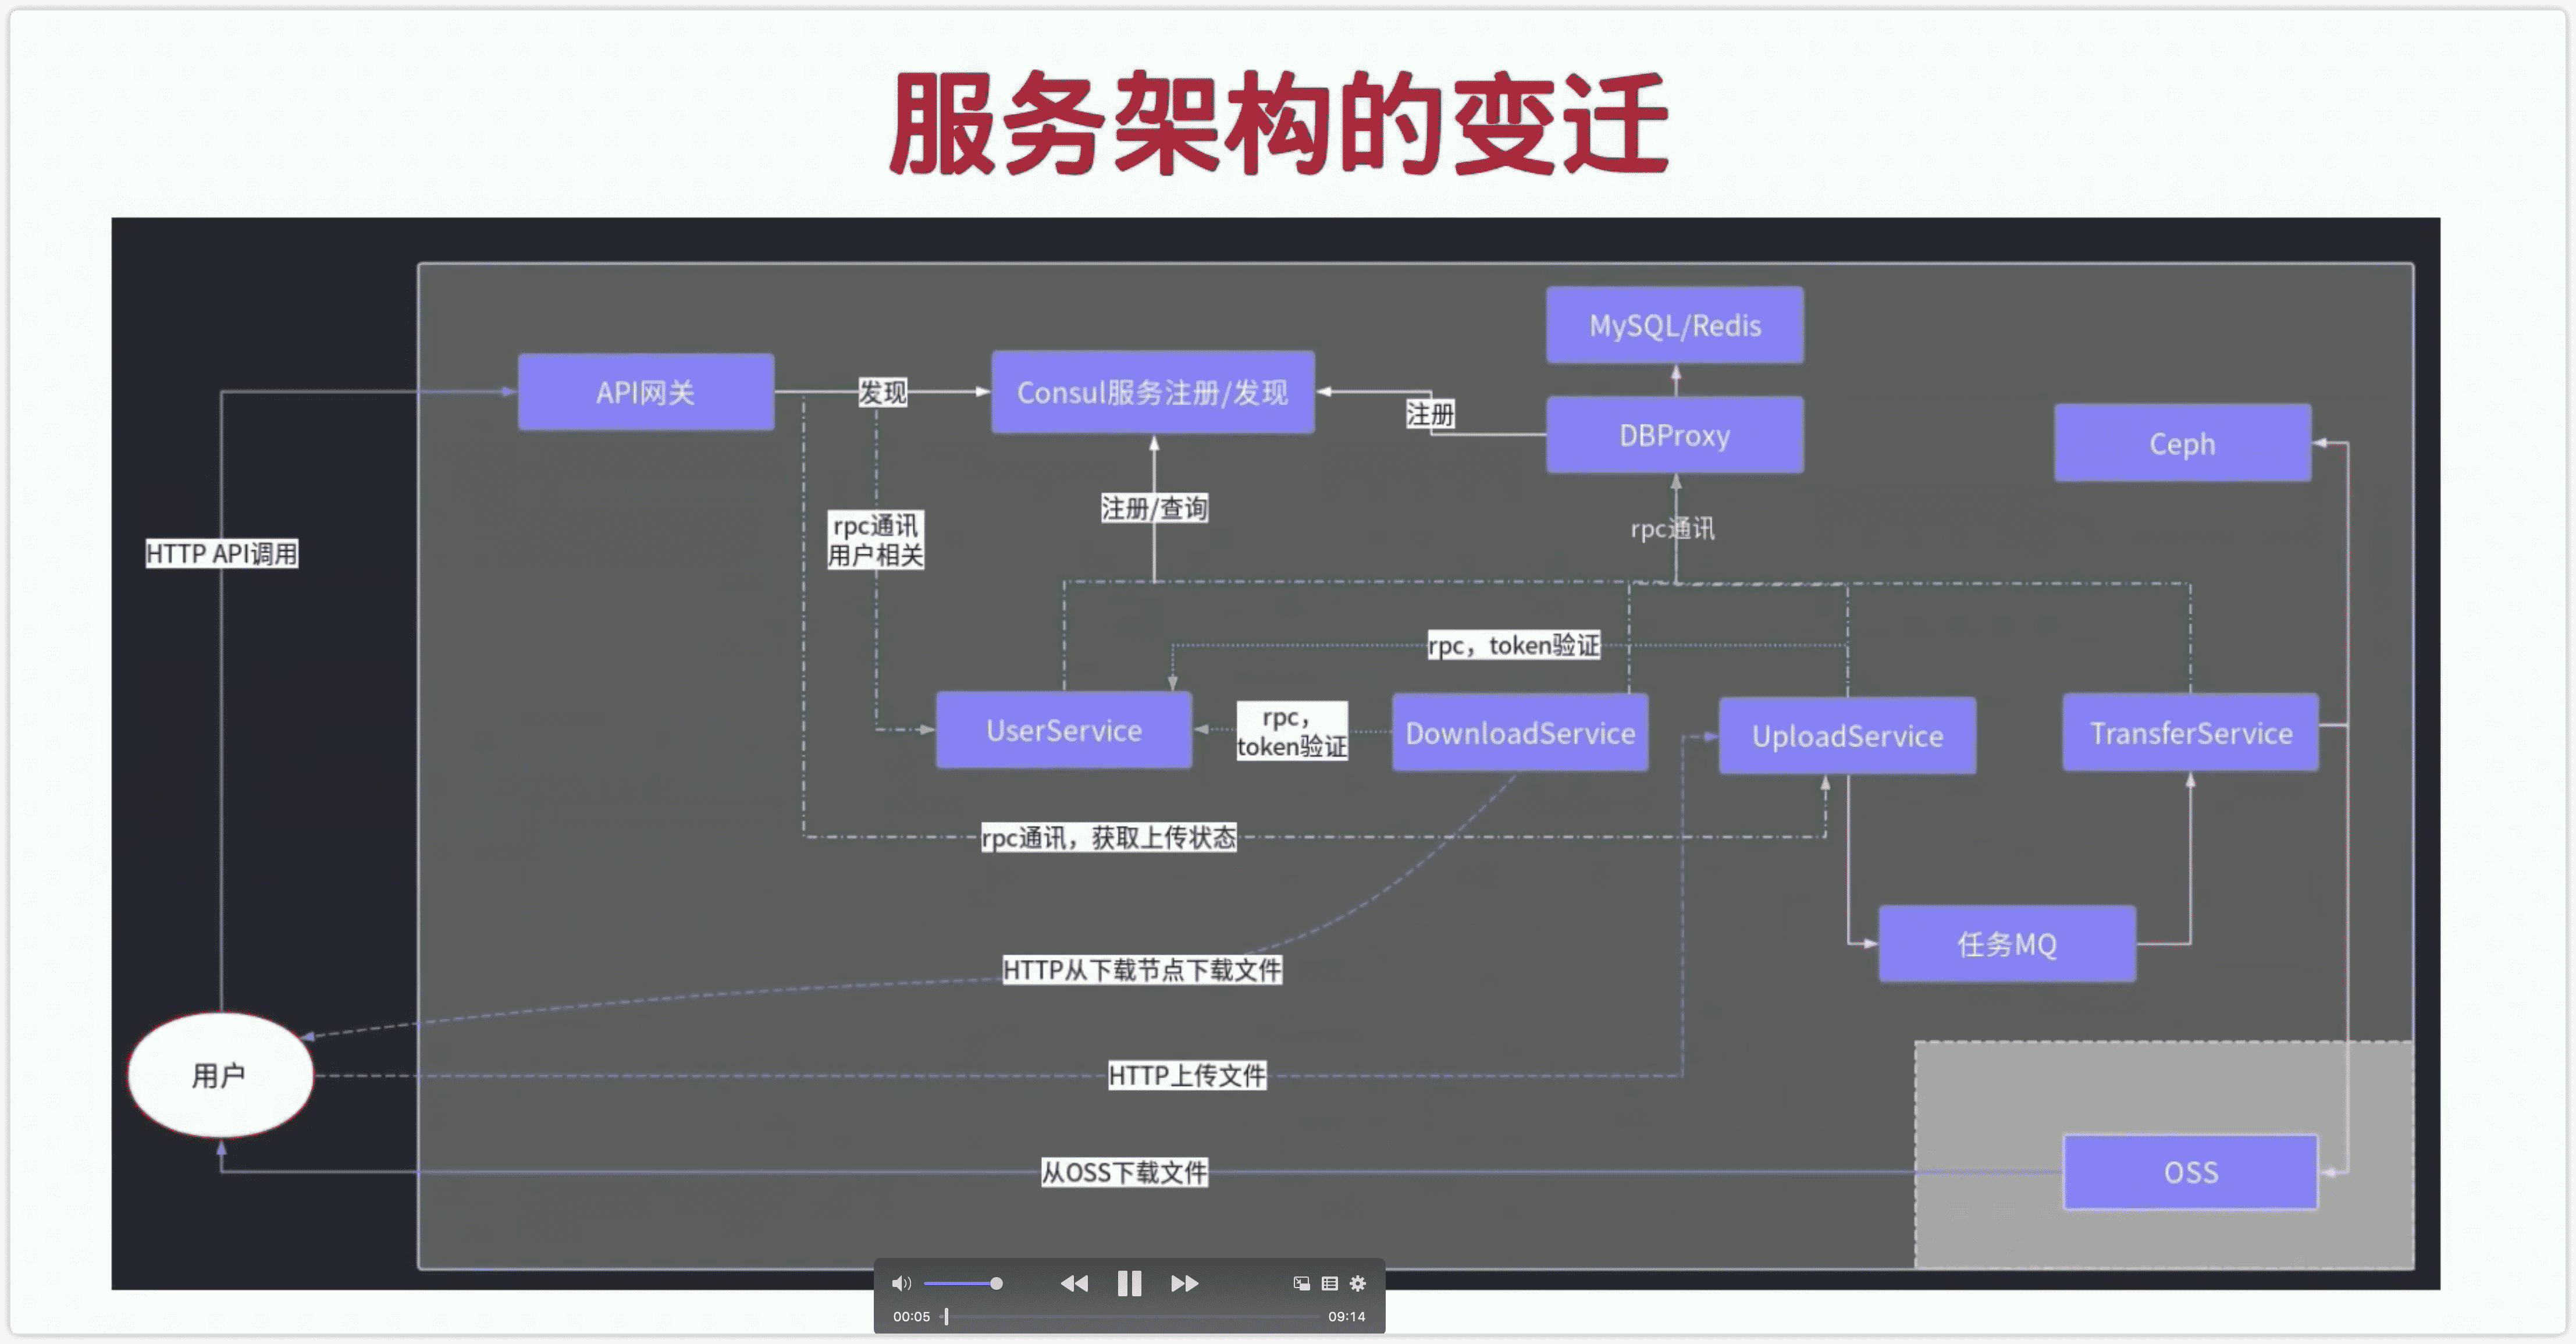 服务架构的变迁
MySQL/Redis
API网关
发现
Consul服务注册/发现
注册
DBProxy
Ceph
注册/查询
rpc通讯
用户相关
rpc通讯
HTTP API调用
rpc，token验证
UserService
rpc，
token验证
DownloadService
UploadService
TransferService
rpc通讯，获取上传状态
任务MQ
HTTP从下载节点下载文件
用户
HTTP上传文件
从OSS下载文件
OSS
00:05
09:14